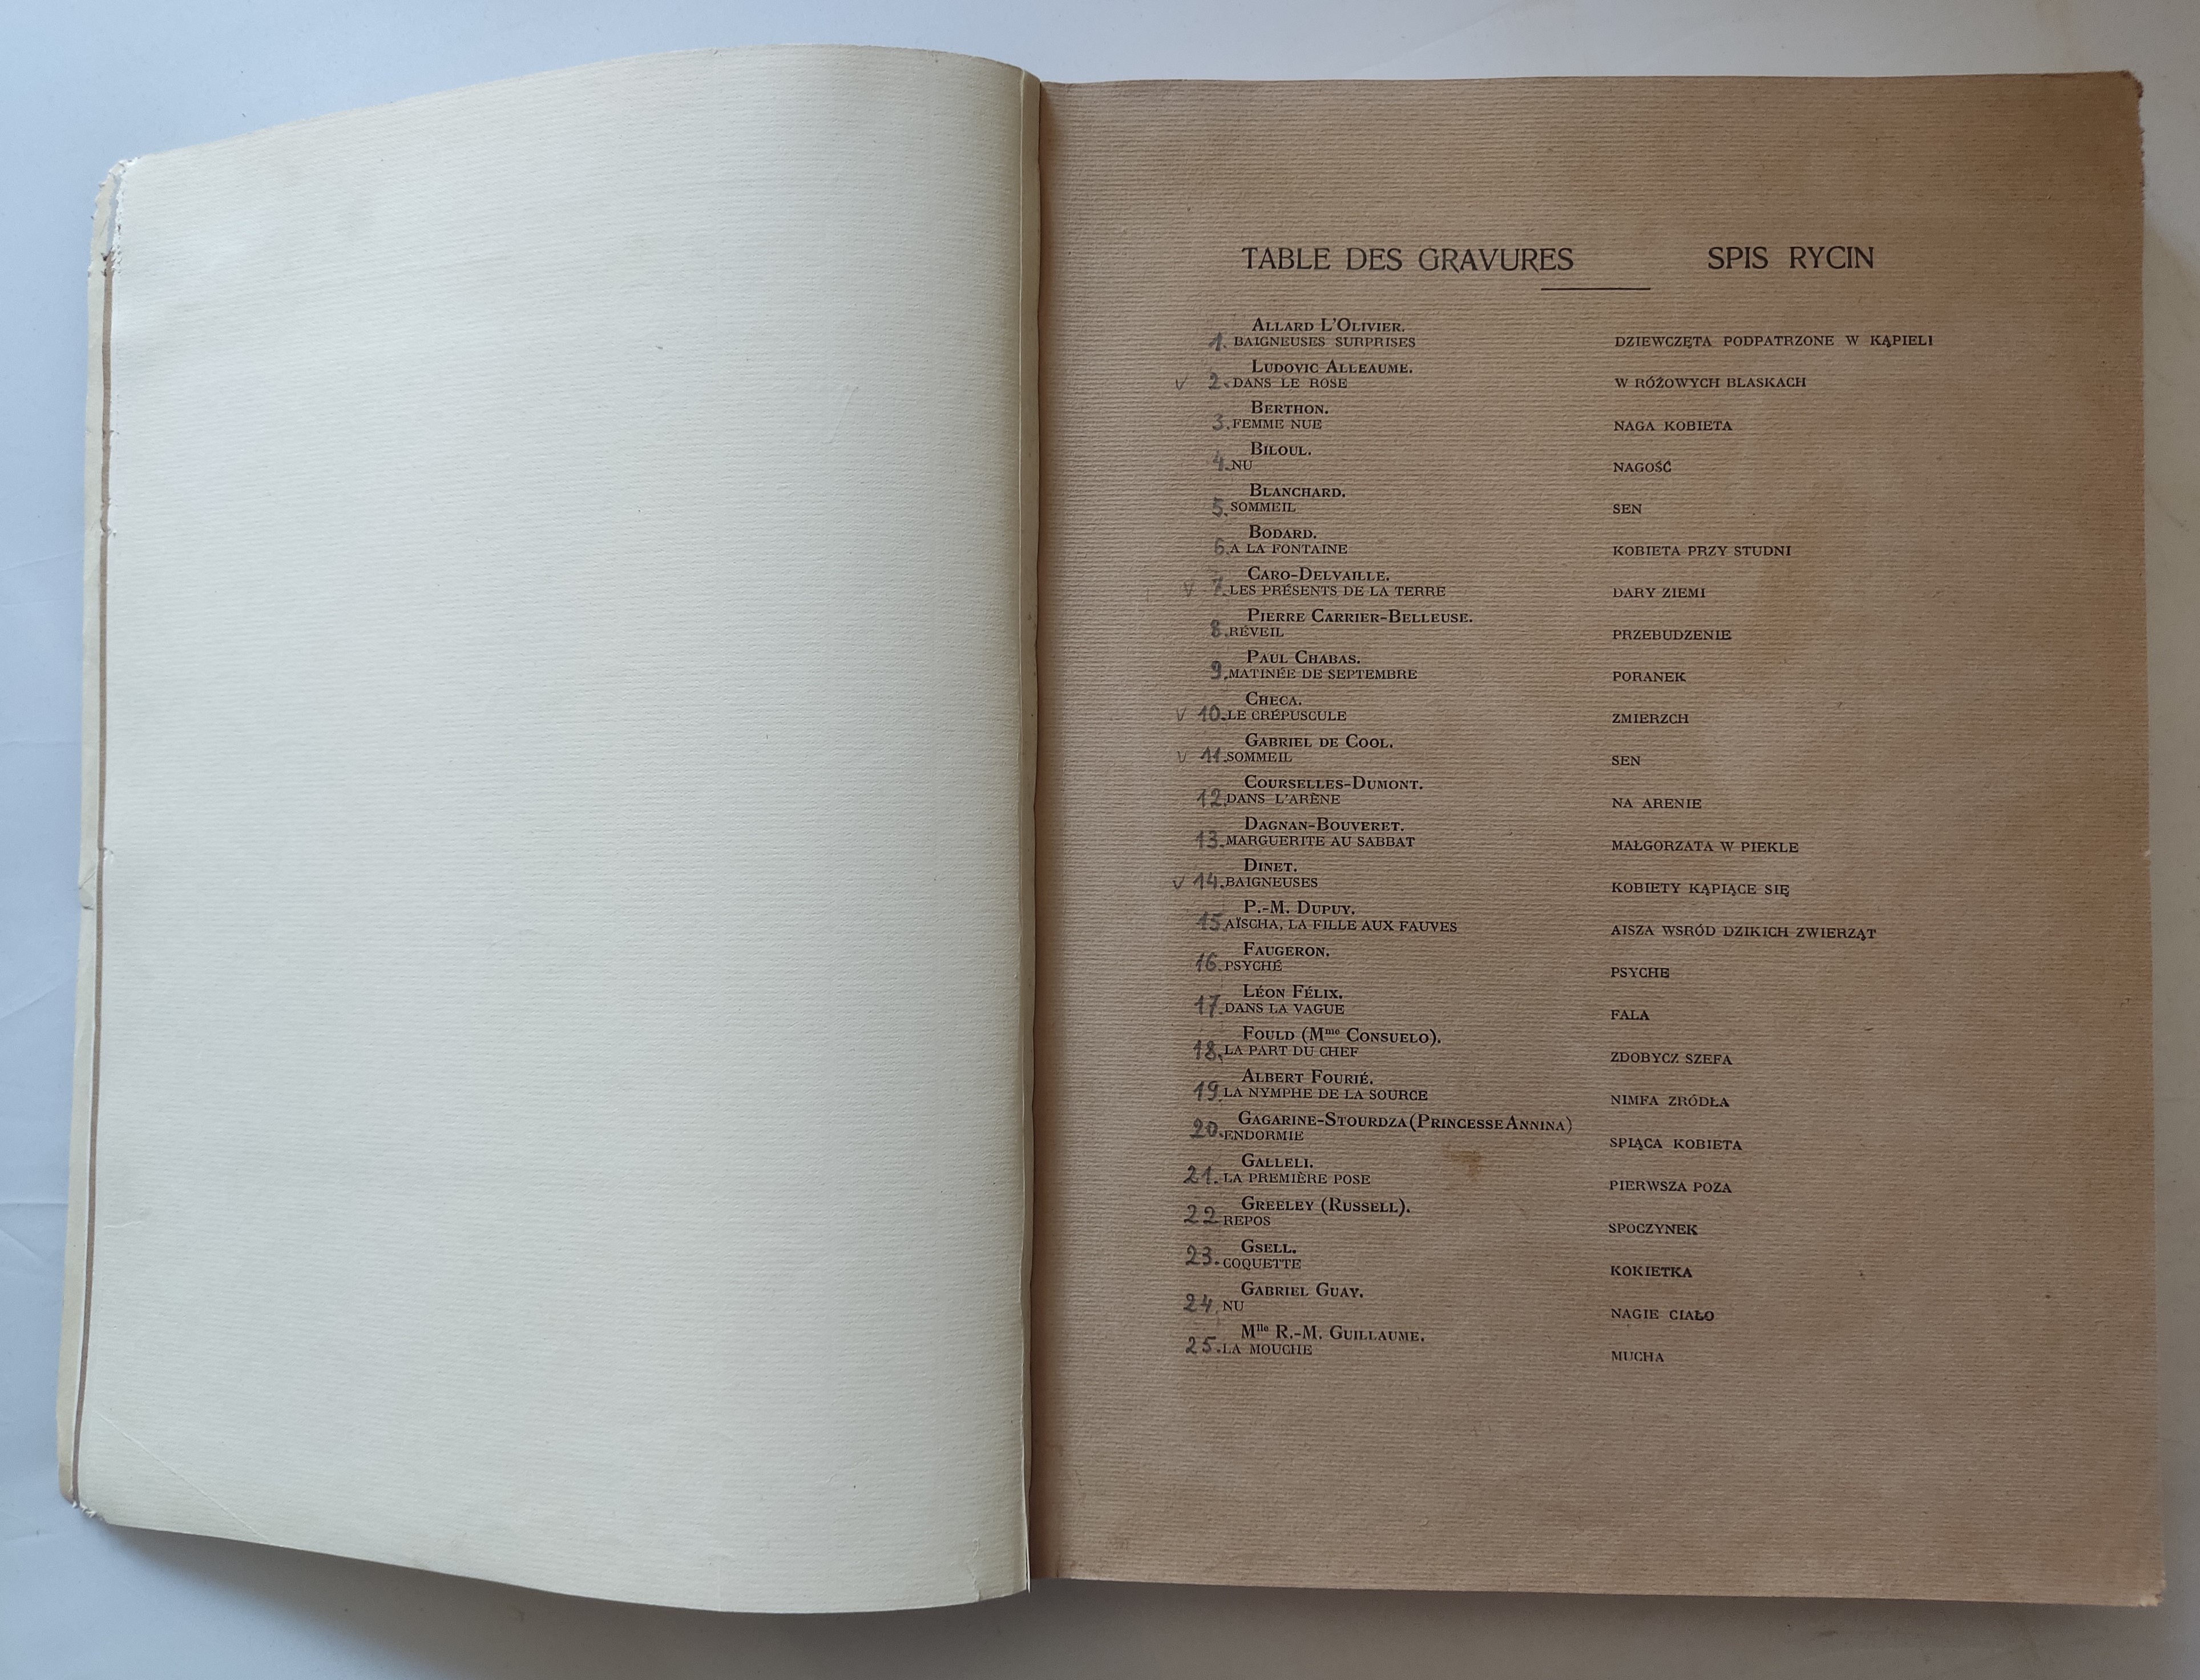 TABLE DES GRAVURES SPIS RYCIN
ALLARD L'OLIVIER.
1. BAIGNEUSES SURPRISES DZIEWCZĘTA PODPATRZONE W KĄPIELI
LUDOVIC ALLEAUME.
v 2. DANS LE ROSE W RÓŻOWYCH BLASKACH
BERTHON.
3. FEMME NUE NAGA KOBIETA
BILOUL.
4. NU NAGOŚĆ
BLANCHARD.
5. SOMMEIL SEN
BODARD.
6. A LA FONTAINE KOBIETA PRZY STUDNI
CARO-DELVAILLE.
v 7. LES PRÉSENTS DE LA TERRE DARY ZIEMI
PIERRE CARRIER-BELLEUSE.
8. RÉVEIL PRZEBUDZENIE
PAUL CHABAS.
9. MATINÉE DE SEPTEMBRE PORANEK
CHECA.
v 10. LE CRÉPUSCULE ZMIERZCH
GABRIEL DE COOL.
v 11. SOMMEIL SEN
COURSELLES-DUMONT.
12. DANS L'ARÈNE NA ARENIE
DAGNAN-BOUVERET.
13. MARGUERITE AU SABBAT MAŁGORZATA W PIEKLE
DINET.
v 14. BAIGNEUSES KOBIETY KĄPIĄCE SIĘ
P.-M. DUPUY.
15. AÏSCHA, LA FILLE AUX FAUVES AISZA WSRÓD DZIKICH ZWIERZĄT
FAUGERON.
16. PSYCHÉ PSYCHE
LÉON FÉLIX.
17. DANS LA VAGUE FALA
FOULD (Mme CONSUELO).
18. LA PART DU CHEF ZDOBYCZ SZEFA
ALBERT FOURIÉ.
19. LA NYMPHE DE LA SOURCE NIMFA ZRÓDŁA
GAGARINE-STOURDZA (PRINCESSE ANNINA)
20. ENDORMIE SPIĄCA KOBIETA
GALLELI.
21. LA PREMIÈRE POSE PIERWSZA POZA
GREELEY (RUSSELL).
22 REPOS SPOCZYNEK
GSELL.
23. COQUETTE KOKIETKA
GABRIEL GUAY.
24. NU NAGIE CIAŁO
Mlle R.-M. GUILLAUME.
25. LA MOUCHE MUCHA